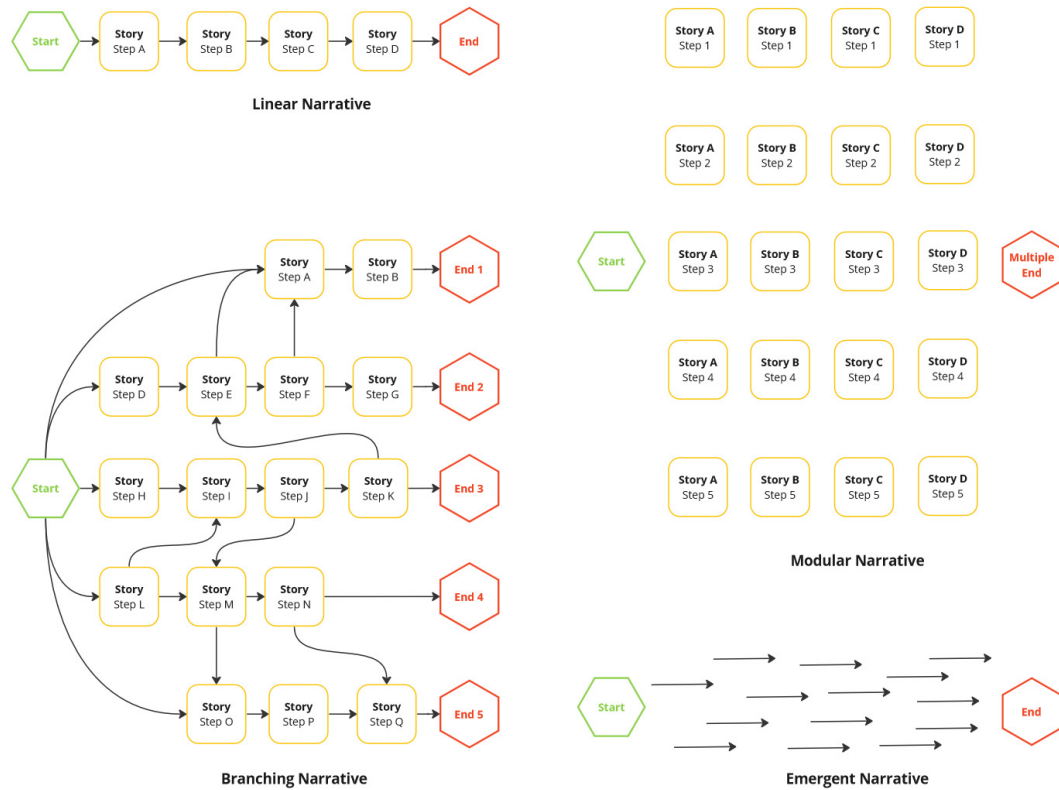 Start
Story
Step A
Story
Step B
Story
Step C
Story
Step D
End
Linear Narrative
Story
Step A
Story
Step B
End 1
Story
Step D
Story
Step E
Story
Step F
Story
Step G
End 2
Start
Story
Step H
Story
Step I
Story
Step J
Story
Step K
End 3
Story
Step L
Story
Step M
Story
Step N
End 4
Story
Step O
Story
Step P
Story
Step Q
End 5
Branching Narrative
Story A
Step 1
Story B
Step 1
Story C
Step 1
Story D
Step 1
Story A
Step 2
Story B
Step 2
Story C
Step 2
Story D
Step 2
Start
Story A
Step 3
Story B
Step 3
Story C
Step 3
Story D
Step 3
Multiple
End
Story A
Step 4
Story B
Step 4
Story C
Step 4
Story D
Step 4
Story A
Step 5
Story B
Step 5
Story C
Step 5
Story D
Step 5
Modular Narrative
Start
End
Emergent Narrative